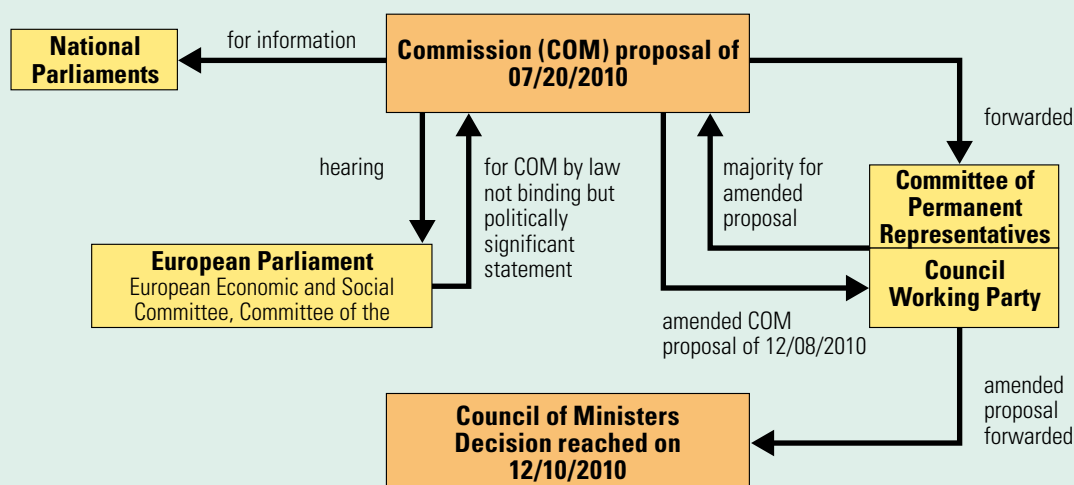 National
Parliaments
for information
Commission (COM) proposal of
07/20/2010
forwarded
hearing
for COM by law
not binding but
politically
significant
statement
majority for
amended
proposal
Committee of
Permanent
Representatives
Council
Working Party
European Parliament
European Economic and Social
Committee, Committee of the
amended COM
proposal of 12/08/2010
amended
proposal
forwarded
Council of Ministers
Decision reached on
12/10/2010